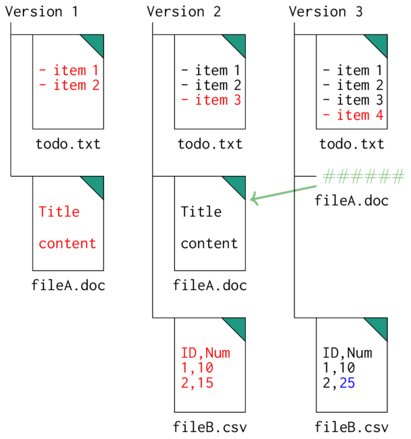 Version 1
- item 1
- item 2
todo.txt
Title
content
fileA.doc
Version 2
- item 1
- item 2
- item 3
todo.txt
Title
content
fileA.doc
ID,Num
1,10
2,15
fileB.csv
Version 3
- item 1
- item 2
- item 3
- item 4
todo.txt
######
fileA.doc
ID,Num
1,10
2,25
fileB.csv